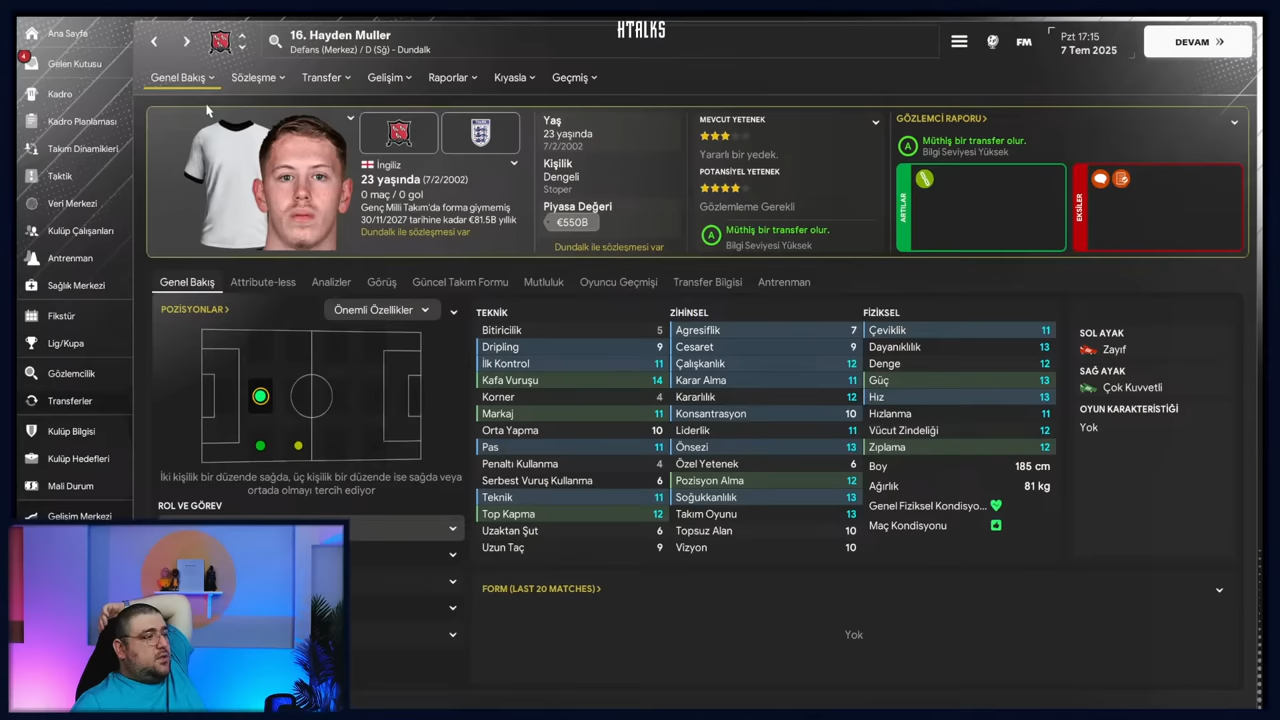 HTALKS
Ana Sayfa
4
Gelen Kutusu
Kadro
Kadro Planlaması
Takım Dinamikleri
Taktik
Veri Merkezi
Kulüp Çalışanları
Antrenman
Sağlık Merkezi
Fikstür
Lig/Kupa
Gözlemcilik
Transferler
Kulüp Bilgisi
Kulüp Hedefleri
Mali Durum
Gelişim Merkezi
16. Hayden Muller
Defans (Merkez) / D (Sğ) - Dundalk
FM
Pzt 17:15
7 Tem 2025
DEVAM
Genel Bakış
Sözleşme
Transfer
Gelişim
Raporlar
Kıyasla
Geçmiş
İngiliz
23 yaşında (7/2/2002)
0 maç / 0 gol
Genç Milli Takım'da forma giymemiş
30/11/2027 tarihine kadar €81.5B yıllık
Dundalk ile sözleşmesi var
Yaş
23 yaşında
7/2/2002
Kişilik
Dengeli
Stoper
Piyasa Değeri
€550B
Dundalk ile sözleşmesi var
MEVCUT YETENEK
Yararlı bir yedek.
POTANSİYEL YETENEK
Gözlemleme Gerekli
A
Müthiş bir transfer olur.
Bilgi Seviyesi Yüksek
GÖZLEMCİ RAPORU
A
Müthiş bir transfer olur.
Bilgi Seviyesi Yüksek
ARTILAR
EKSİLER
Genel Bakış
Attribute-less
Analizler
Görüş
Güncel Takım Formu
Mutluluk
Oyuncu Geçmişi
Transfer Bilgisi
Antrenman
POZİSYONLAR
Önemli Özellikler
İki kişilik bir düzende sağda, üç kişilik bir düzende ise sağda veya
ortada olmayı tercih ediyor
ROL VE GÖREV
TEKNİK
Bitiricilik 5
Dripling 9
İlk Kontrol 11
Kafa Vuruşu 14
Korner 4
Markaj 11
Orta Yapma 10
Pas 11
Penaltı Kullanma 4
Serbest Vuruş Kullanma 6
Teknik 11
Top Kapma 12
Uzaktan Şut 6
Uzun Taç 9
ZİHİNSEL
Agresiflik 7
Cesaret 9
Çalışkanlık 12
Karar Alma 11
Kararlılık 12
Konsantrasyon 10
Liderlik 11
Önsezi 13
Özel Yetenek 6
Pozisyon Alma 12
Soğukkanlılık 13
Takım Oyunu 13
Topsuz Alan 10
Vizyon 10
FİZİKSEL
Çeviklik 11
Dayanıklılık 13
Denge 12
Güç 13
Hız 13
Hızlanma 11
Vücut Zindeliği 12
Zıplama 12
Boy 185 cm
Ağırlık 81 kg
Genel Fiziksel Kondisyo...
Maç Kondisyonu
SOL AYAK
Zayıf
SAĞ AYAK
Çok Kuvvetli
OYUN KARAKTERİSTİĞİ
Yok
FORM (LAST 20 MATCHES)
Yok